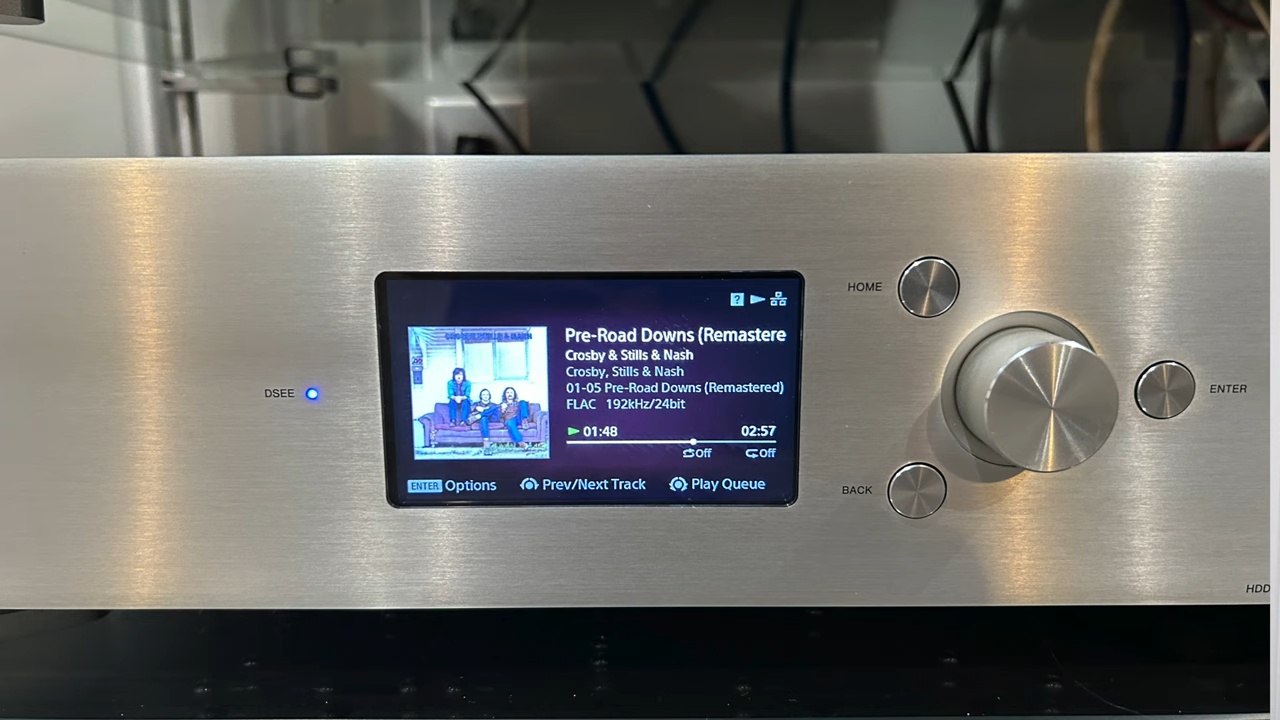 ?
Pre-Road Downs (Remastere
Crosby & Stills & Nash
Crosby, Stills & Nash
01-05 Pre-Road Downs (Remastered)
FLAC 192kHz/24bit
01:48 02:57
Off Off
ENTER Options Prev/Next Track Play Queue
DSEE
HOME
ENTER
BACK
HDD